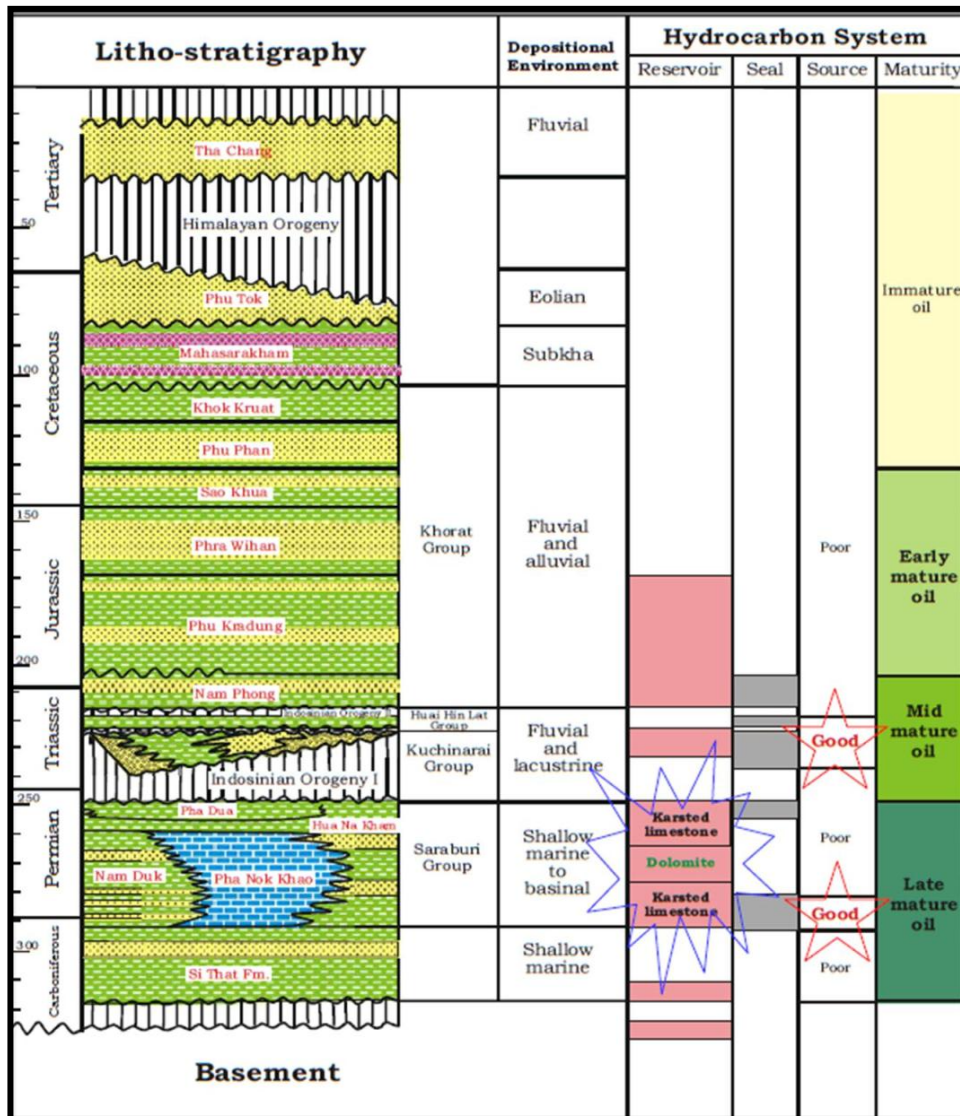 Litho-stratigraphy
Depositional
Environment
Hydrocarbon System
Reservoir
Seal
Source
Maturity
Tertiary
50
Cretaceous
100
150
Jurassic
200
Triassic
250
Permian
300
Carboniferous
Tha Chang
Himalayan Orogeny
Phu Tok
Mahasarakham
Khok Kruat
Phu Phan
Sao Khua
Phra Wihan
Phu Kradung
Nam Phong
Indosinian Orogeny II
Indosinian Orogeny I
Pha Dua
Hua Na Kham
Nam Duk
Pha Nok Khao
Si That Fm.
Basement
Khorat
Group
Huai Hin Lat
Group
Kuchinarai
Group
Saraburi
Group
Fluvial
Eolian
Subkha
Fluvial
and
alluvial
Fluvial
and
lacustrine
Shallow
marine
to
basinal
Shallow
marine
Karsted
limestone
Dolomite
Karsted
limestone
Poor
Good
Poor
Good
Poor
Immature
oil
Early
mature
oil
Mid
mature
oil
Late
mature
oil